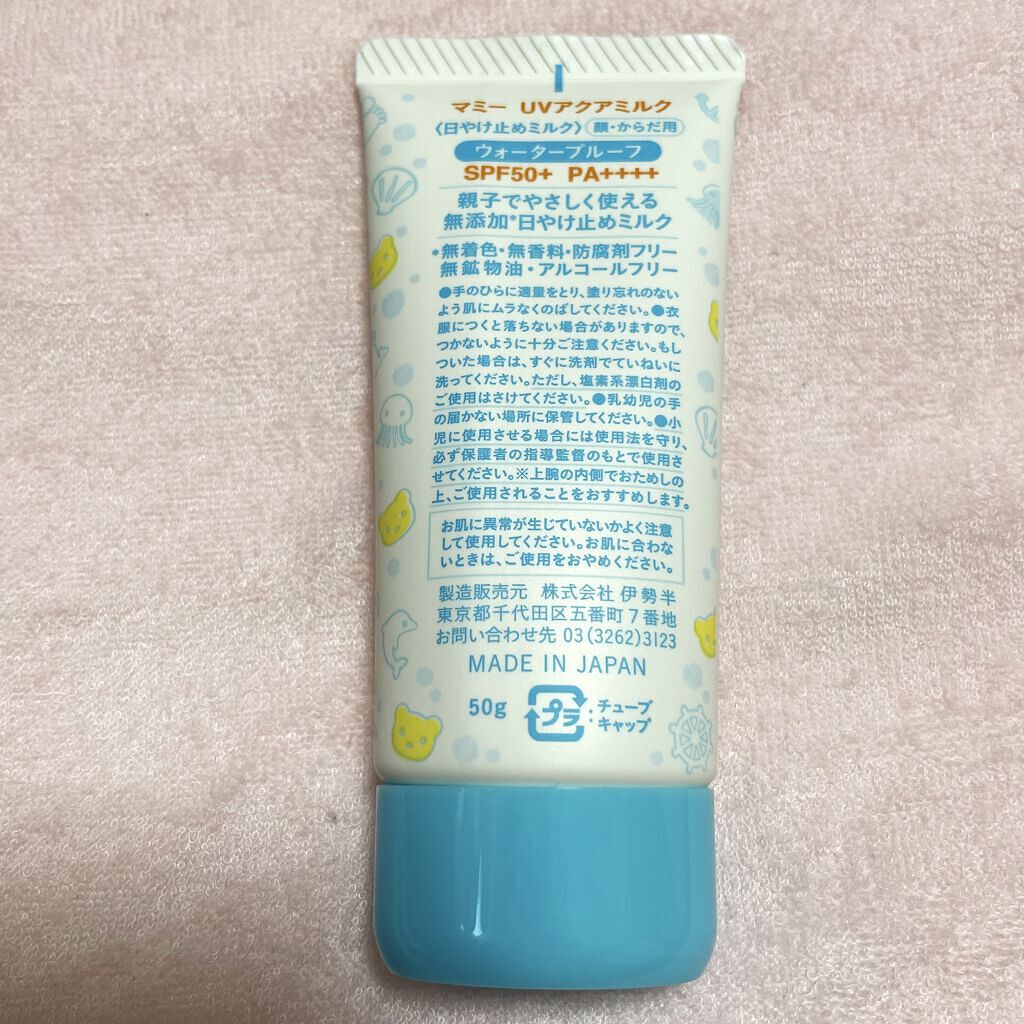 マミー UVアクアミルク
〈日やけ止めミルク〉 顔・からだ用
ウォータープルーフ
SPF50+ PA++++
親子でやさしく使える
無添加*日やけ止めミルク
*無着色・無香料・防腐剤フリー
無鉱物油・アルコールフリー
●手のひらに適量をとり、塗り忘れのない
よう肌にムラなくのばしてください。●衣
服につくと落ちない場合がありますので、
つかないように十分ご注意ください。もし
ついた場合は、すぐに洗剤でていねいに
洗ってください。ただし、塩素系漂白剤の
ご使用はさけてください。●乳幼児の手
の届かない場所に保管してください。●小
児に使用させる場合には使用法を守り、
必ず保護者の指導監督のもとで使用さ
せてください。※上腕の内側でおためしの
上、ご使用されることをおすすめします。
お肌に異常が生じていないかよく注意
して使用してください。お肌に合わな
いときは、ご使用をおやめください。
製造販売元 株式会社 伊勢半
東京都千代田区五番町7番地
お問い合わせ先 03(3262)3123
MADE IN JAPAN
50g プラ :チューブ
キャップ